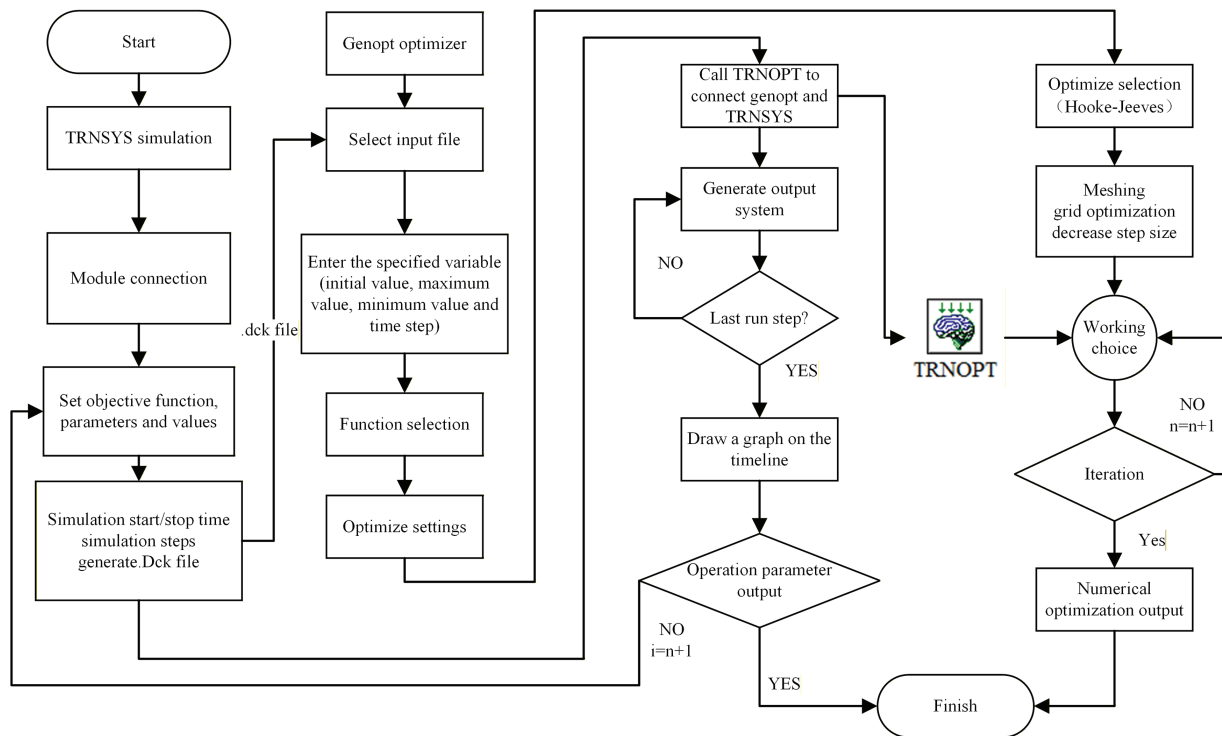 Start
TRNSYS simulation
Module connection
Set objective function,
parameters and values
Simulation start/stop time
simulation steps
generate.Dck file
.dck file
Genopt optimizer
Select input file
Enter the specified variable
(initial value, maximum
value, minimum value and
time step)
Function selection
Optimize settings
Call TRNOPT to
connect genopt and
TRNSYS
Generate output
system
NO
Last run step?
YES
Draw a graph on the
timeline
Operation parameter
output
NO
i=n+1
YES
TRNOPT
Optimize selection
（Hooke-Jeeves）
Meshing
grid optimization
decrease step size
Working
choice
NO
n=n+1
Iteration
Yes
Numerical
optimization output
Finish